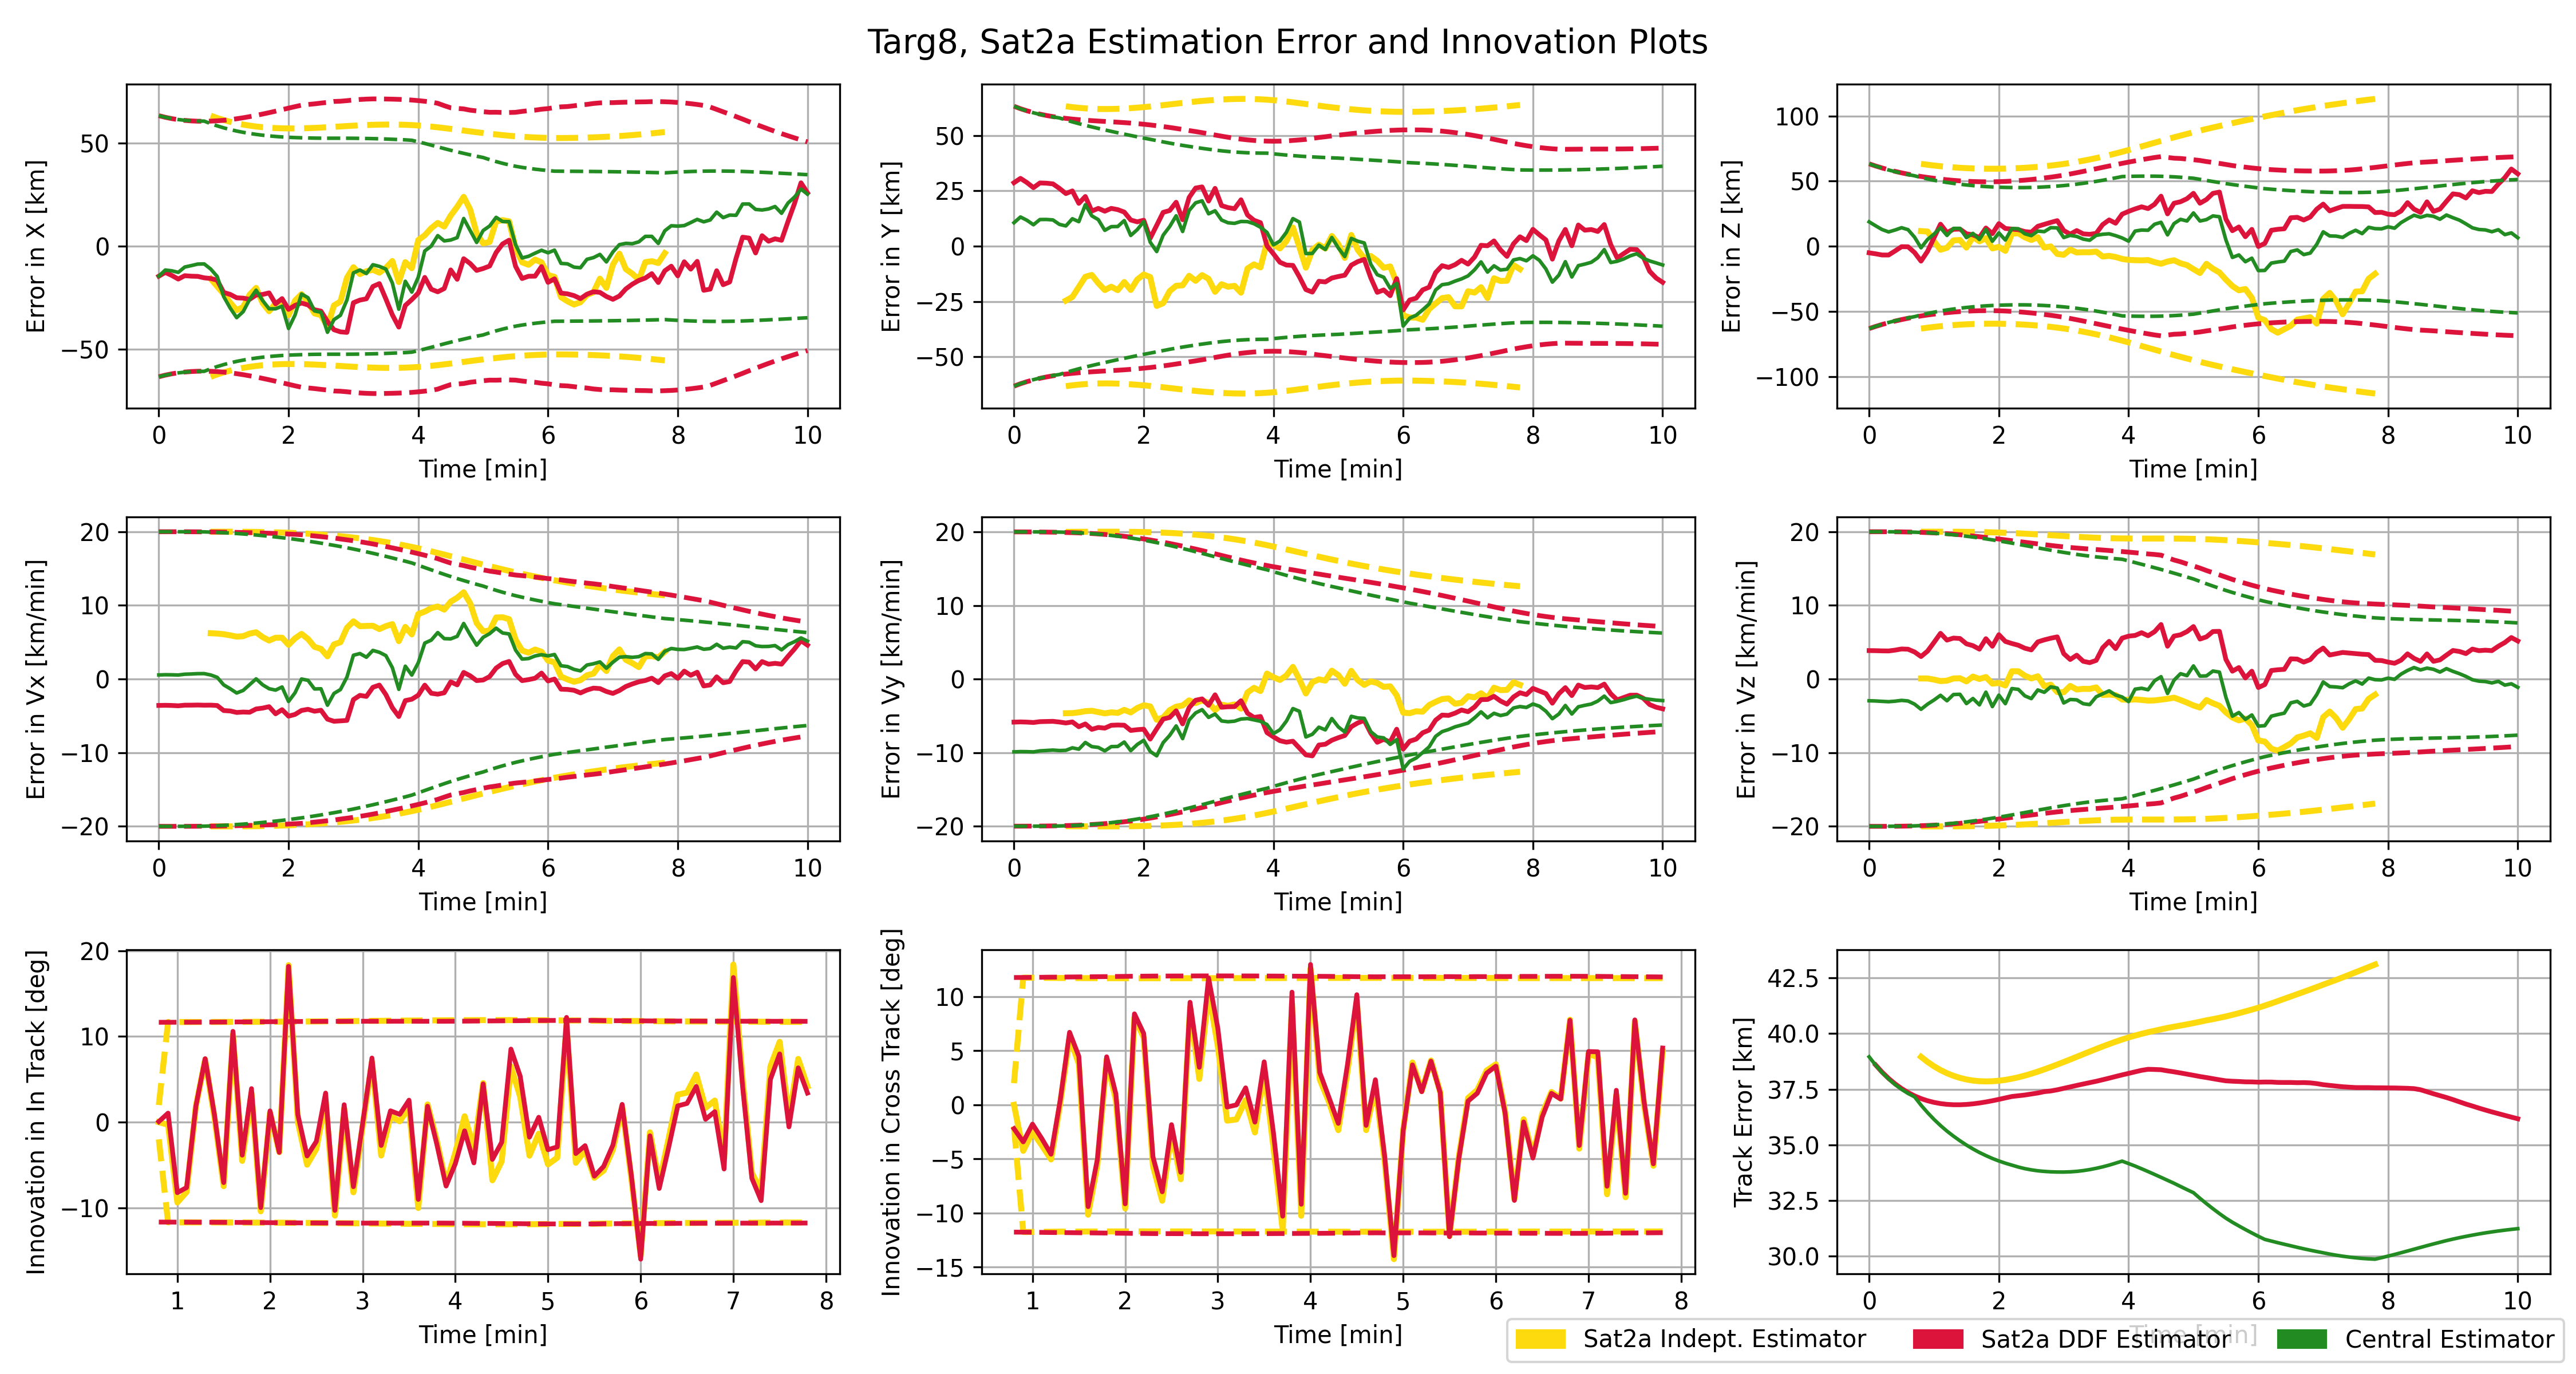 Targ8, Sat2a Estimation Error and Innovation Plots
Error in X [km]
50
0
−50
0 2 4 6 8 10
Time [min]
Error in Y [km]
50
25
0
−25
−50
0 2 4 6 8 10
Time [min]
Error in Z [km]
100
50
0
−50
−100
0 2 4 6 8 10
Time [min]
Error in Vx [km/min]
20
10
0
−10
−20
0 2 4 6 8 10
Time [min]
Error in Vy [km/min]
20
10
0
−10
−20
0 2 4 6 8 10
Time [min]
Error in Vz [km/min]
20
10
0
−10
−20
0 2 4 6 8 10
Time [min]
Innovation in In Track [deg]
20
10
0
−10
1 2 3 4 5 6 7 8
Time [min]
Innovation in Cross Track [deg]
10
5
0
−5
−10
−15
1 2 3 4 5 6 7 8
Time [min]
Track Error [km]
42.5
40.0
37.5
35.0
32.5
30.0
0 2 4 6 8 10
Time [min]
Sat2a Indept. Estimator Sat2a DDF Estimator Central Estimator